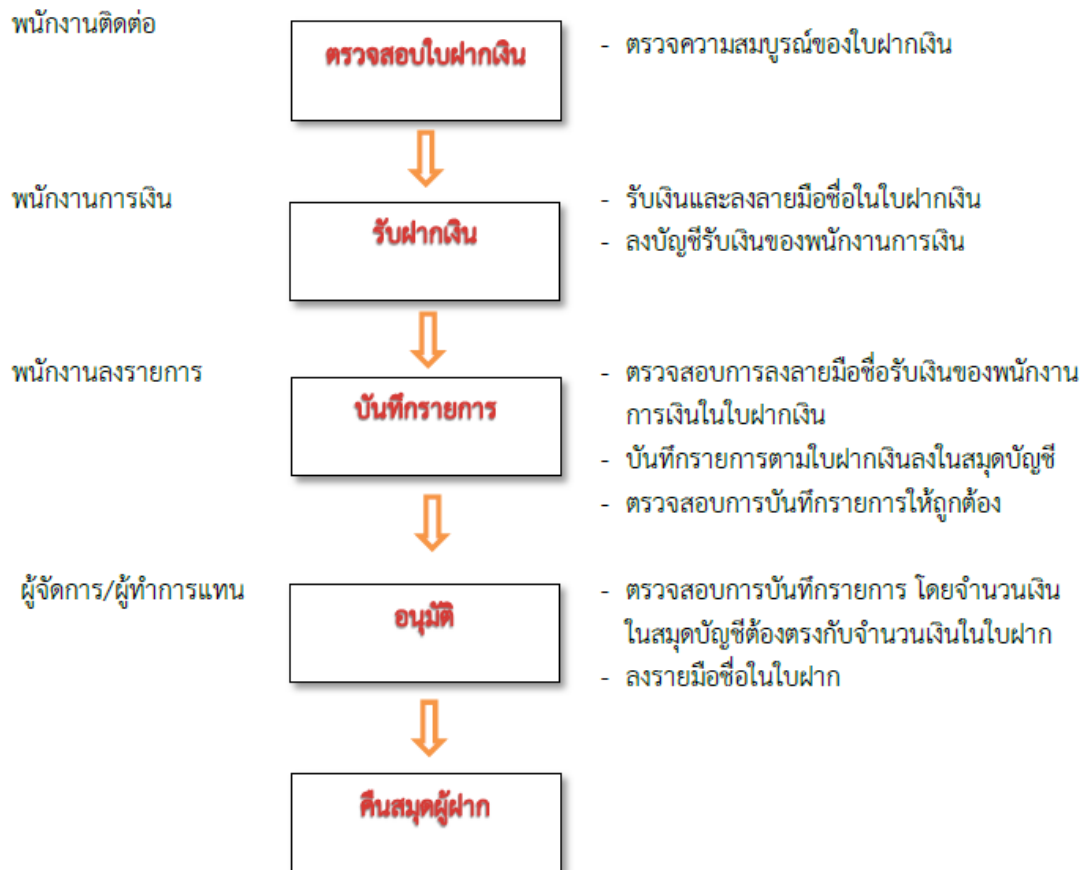 พนักงานติดต่อ
ตรวจสอบใบฝากเงิน
- ตรวจความสมบูรณ์ของใบฝากเงิน
พนักงานการเงิน
รับฝากเงิน
- รับเงินและลงลายมือชื่อในใบฝากเงิน
- ลงบัญชีรับเงินของพนักงานการเงิน
พนักงานลงรายการ
บันทึกรายการ
- ตรวจสอบการลงลายมือชื่อรับเงินของพนักงาน
การเงินในใบฝากเงิน
- บันทึกรายการตามใบฝากเงินลงในสมุดบัญชี
- ตรวจสอบการบันทึกรายการให้ถูกต้อง
ผู้จัดการ/ผู้ทำการแทน
อนุมัติ
- ตรวจสอบการบันทึกรายการ โดยจำนวนเงิน
ในสมุดบัญชีต้องตรงกับจำนวนเงินในใบฝาก
- ลงรายมือชื่อในใบฝาก
คืนสมุดผู้ฝาก